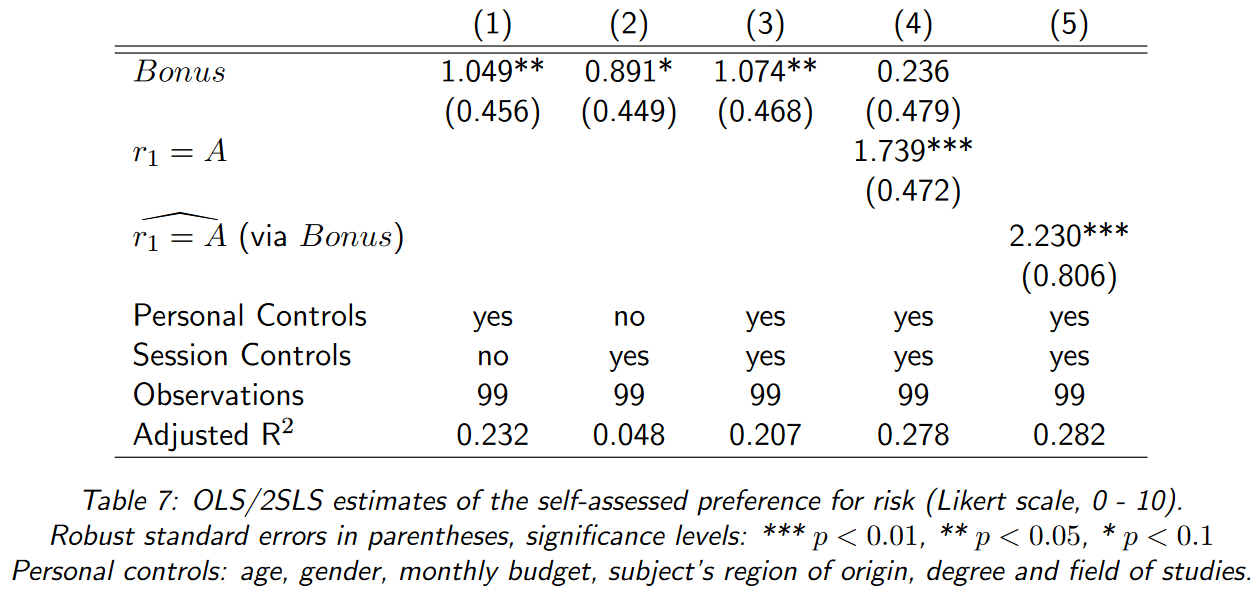 (1) (2) (3) (4) (5)
Bonus 1.049** 0.891* 1.074** 0.236
(0.456) (0.449) (0.468) (0.479)
r₁ = A 1.739***
(0.472)
r̂₁ = A (via Bonus) 2.230***
(0.806)
Personal Controls yes no yes yes yes
Session Controls no yes yes yes yes
Observations 99 99 99 99 99
Adjusted R² 0.232 0.048 0.207 0.278 0.282
Table 7: OLS/2SLS estimates of the self-assessed preference for risk (Likert scale, 0 - 10).
Robust standard errors in parentheses, significance levels: *** p < 0.01, ** p < 0.05, * p < 0.1
Personal controls: age, gender, monthly budget, subject's region of origin, degree and field of studies.